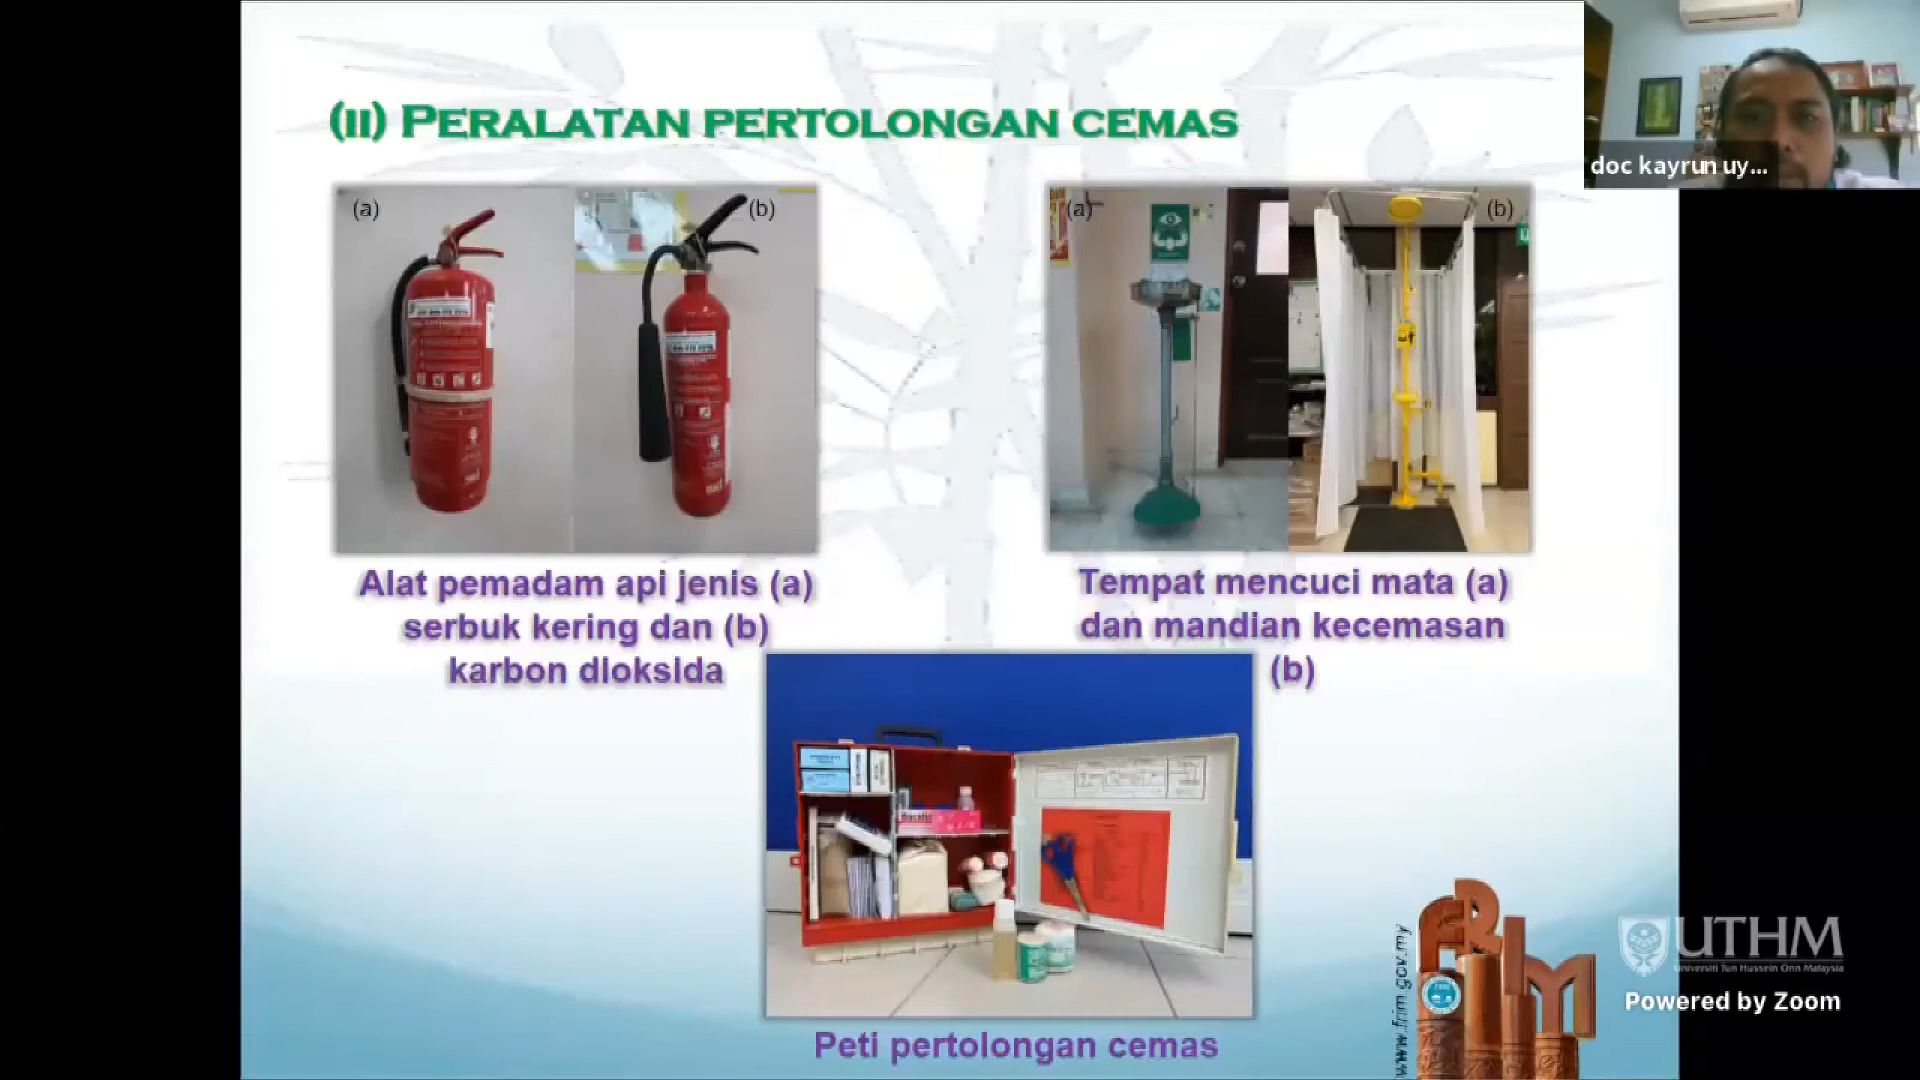 (II) PERALATAN PERTOLONGAN CEMAS
doc kayrun uy...
(a)
(b)
(a)
(b)
Alat pemadam api jenis (a)
serbuk kering dan (b)
karbon dioksida
Tempat mencuci mata (a)
dan mandian kecemasan
(b)
Peti pertolongan cemas
www.frim.gov.my
FRIM
UTHM
Universiti Tun Hussein Onn Malaysia
Powered by Zoom